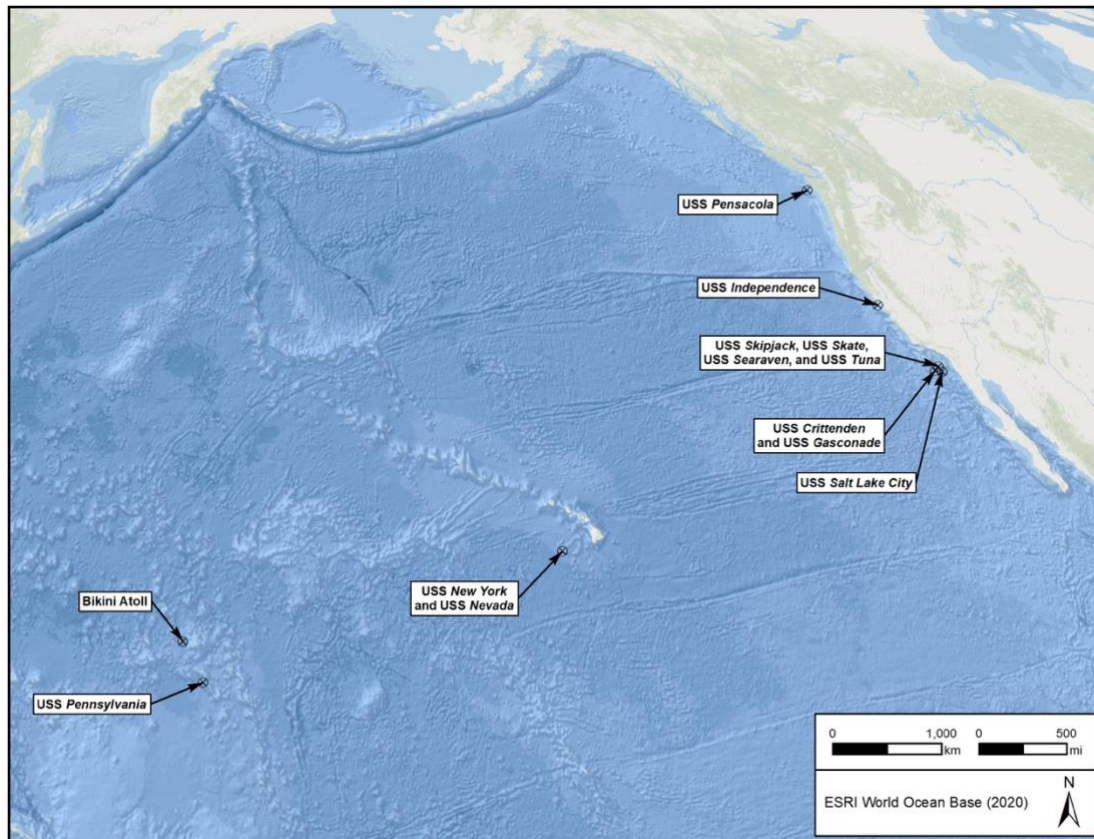 USS Pensacola
USS Independence
USS Skipjack, USS Skate,
USS Searaven, and USS Tuna
USS Crittenden
and USS Gasconade
USS Salt Lake City
USS New York
and USS Nevada
Bikini Atoll
USS Pennsylvania
0 1,000 0 500
km mi
ESRI World Ocean Base (2020)
N